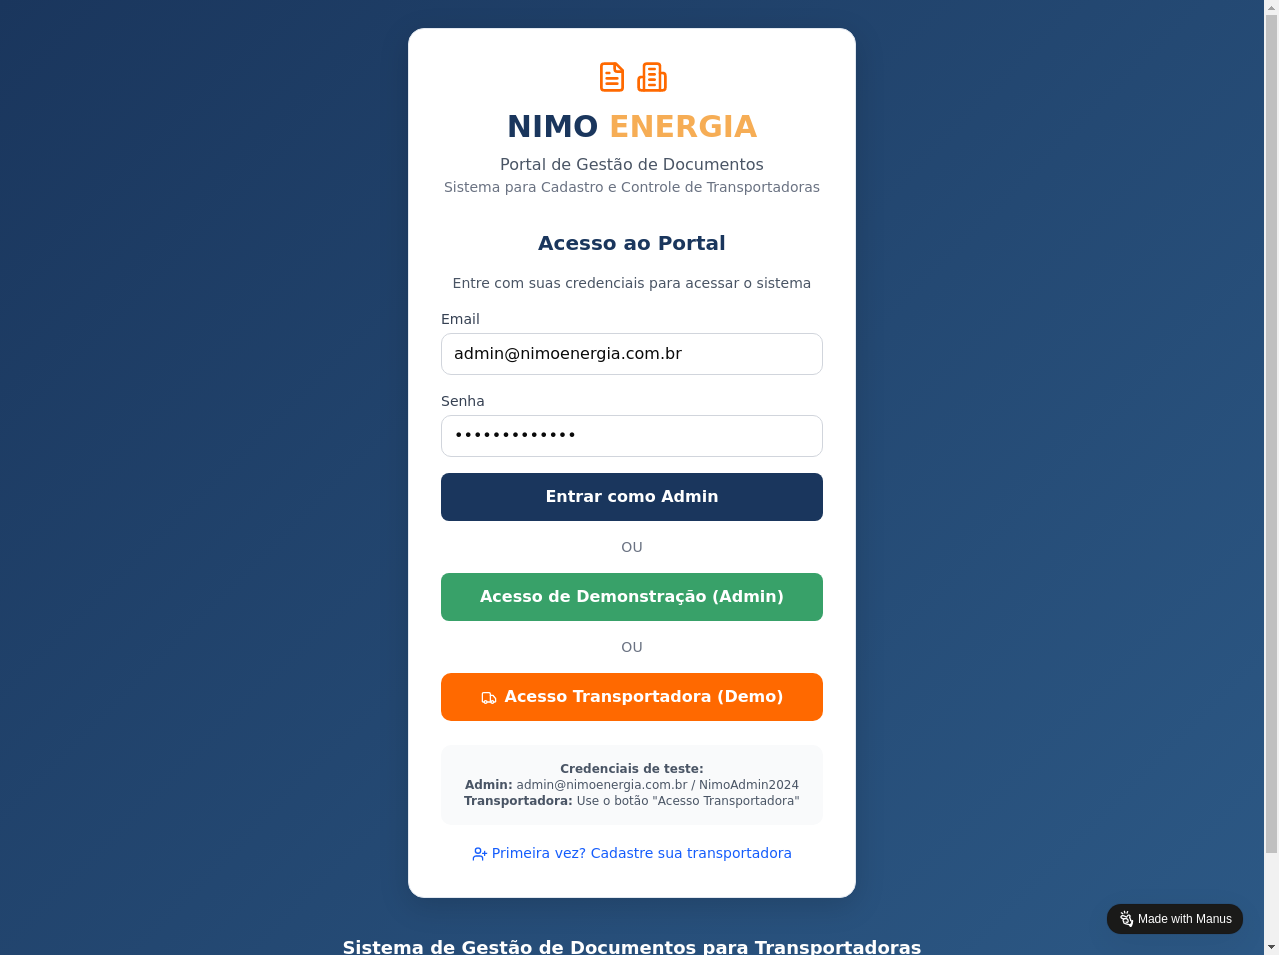 NIMO ENERGIA
Portal de Gestão de Documentos
Sistema para Cadastro e Controle de Transportadoras
Acesso ao Portal
Entre com suas credenciais para acessar o sistema
Email
admin@nimoenergia.com.br
Senha
•••••••••••••
Entrar como Admin
OU
Acesso de Demonstração (Admin)
OU
Acesso Transportadora (Demo)
Credenciais de teste:
Admin: admin@nimoenergia.com.br / NimoAdmin2024
Transportadora: Use o botão "Acesso Transportadora"
Primeira vez? Cadastre sua transportadora
Made with Manus
Sistema de Gestão de Documentos para Transportadoras